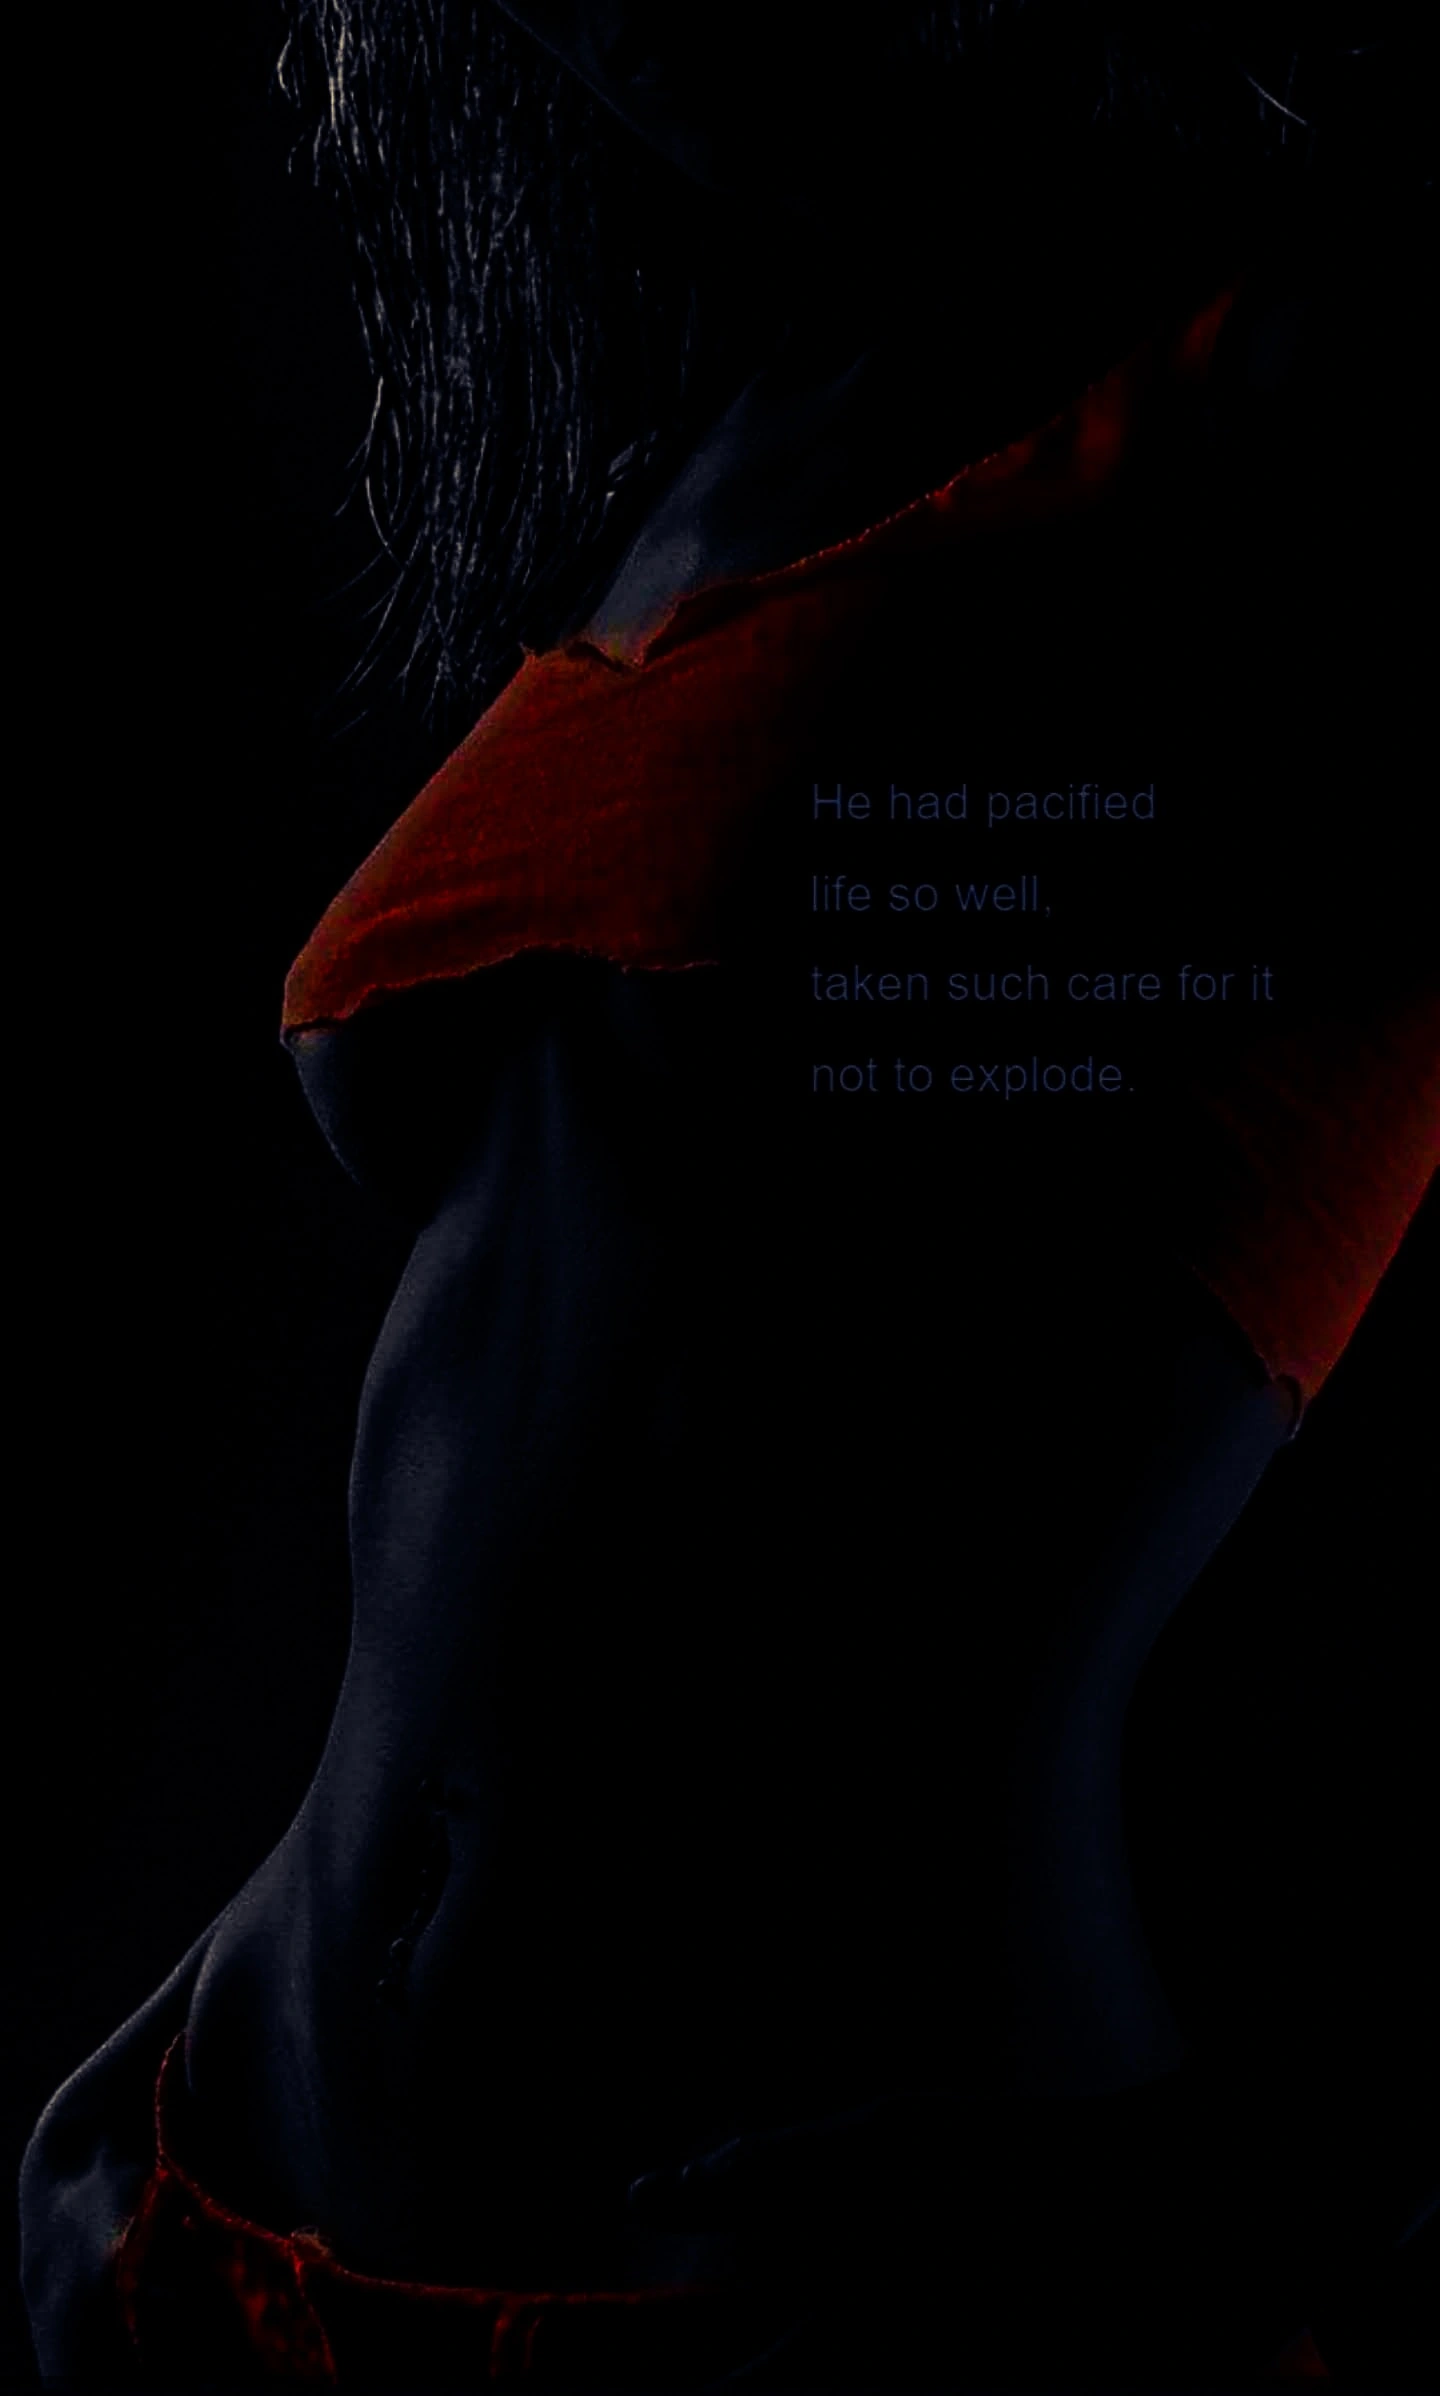 He had pacified
life so well,
taken such care for it
not to explode.